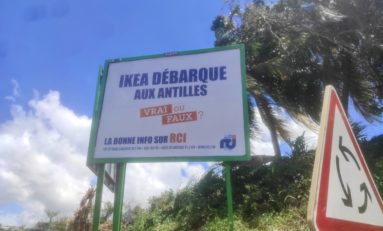 IKEA DÉBARQUE
AUX ANTILLES
VRAI OU
FAUX ?
LA BONNE INFO SUR RCI